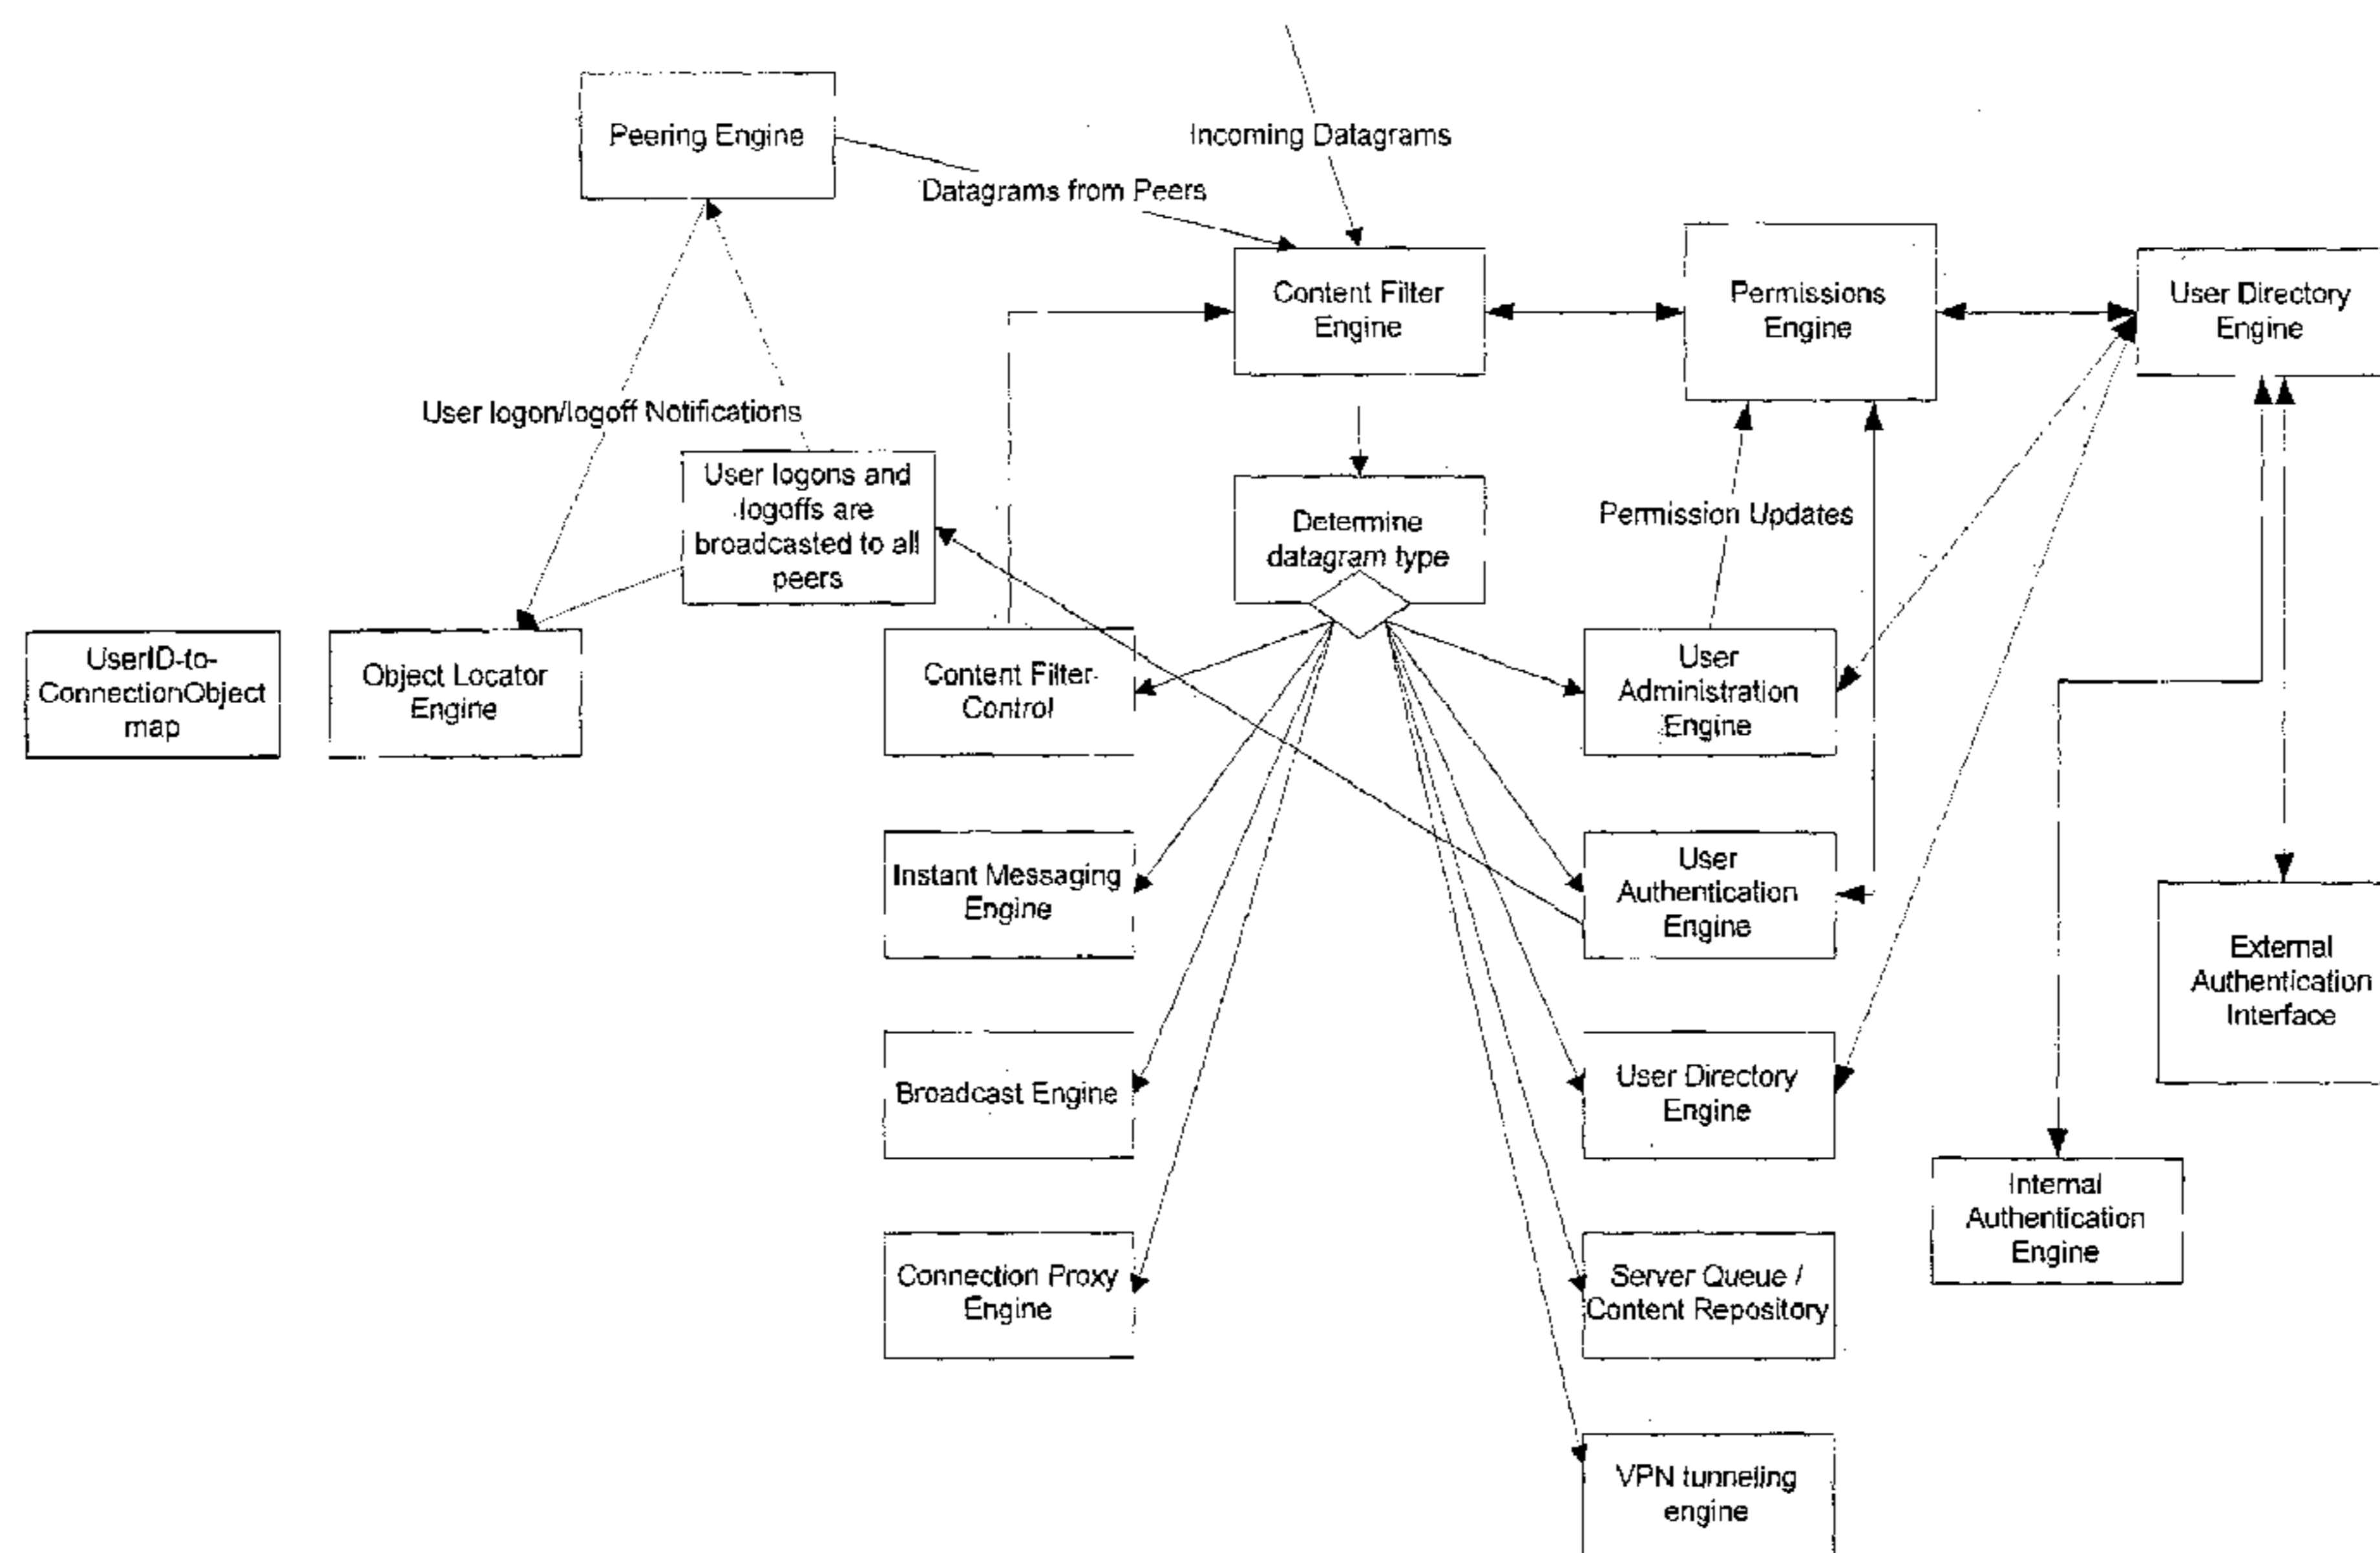 Peering Engine
Incoming Datagrams
Datagrams from Peers
Content Filter
Engine
Permissions
Engine
User Directory
Engine
User logon/logoff Notifications
User logons and
logoffs are
broadcasted to all
peers
Determine
datagram type
Permission Updates
UserID-to-
ConnectionObject
map
Object Locator
Engine
Content Filter
Control
User
Administration
Engine
Instant Messaging
Engine
User
Authentication
Engine
External
Authentication
Interface
Broadcast Engine
User Directory
Engine
Internal
Authentication
Engine
Connection Proxy
Engine
Server Queue /
Content Repository
VPN tunneling
engine